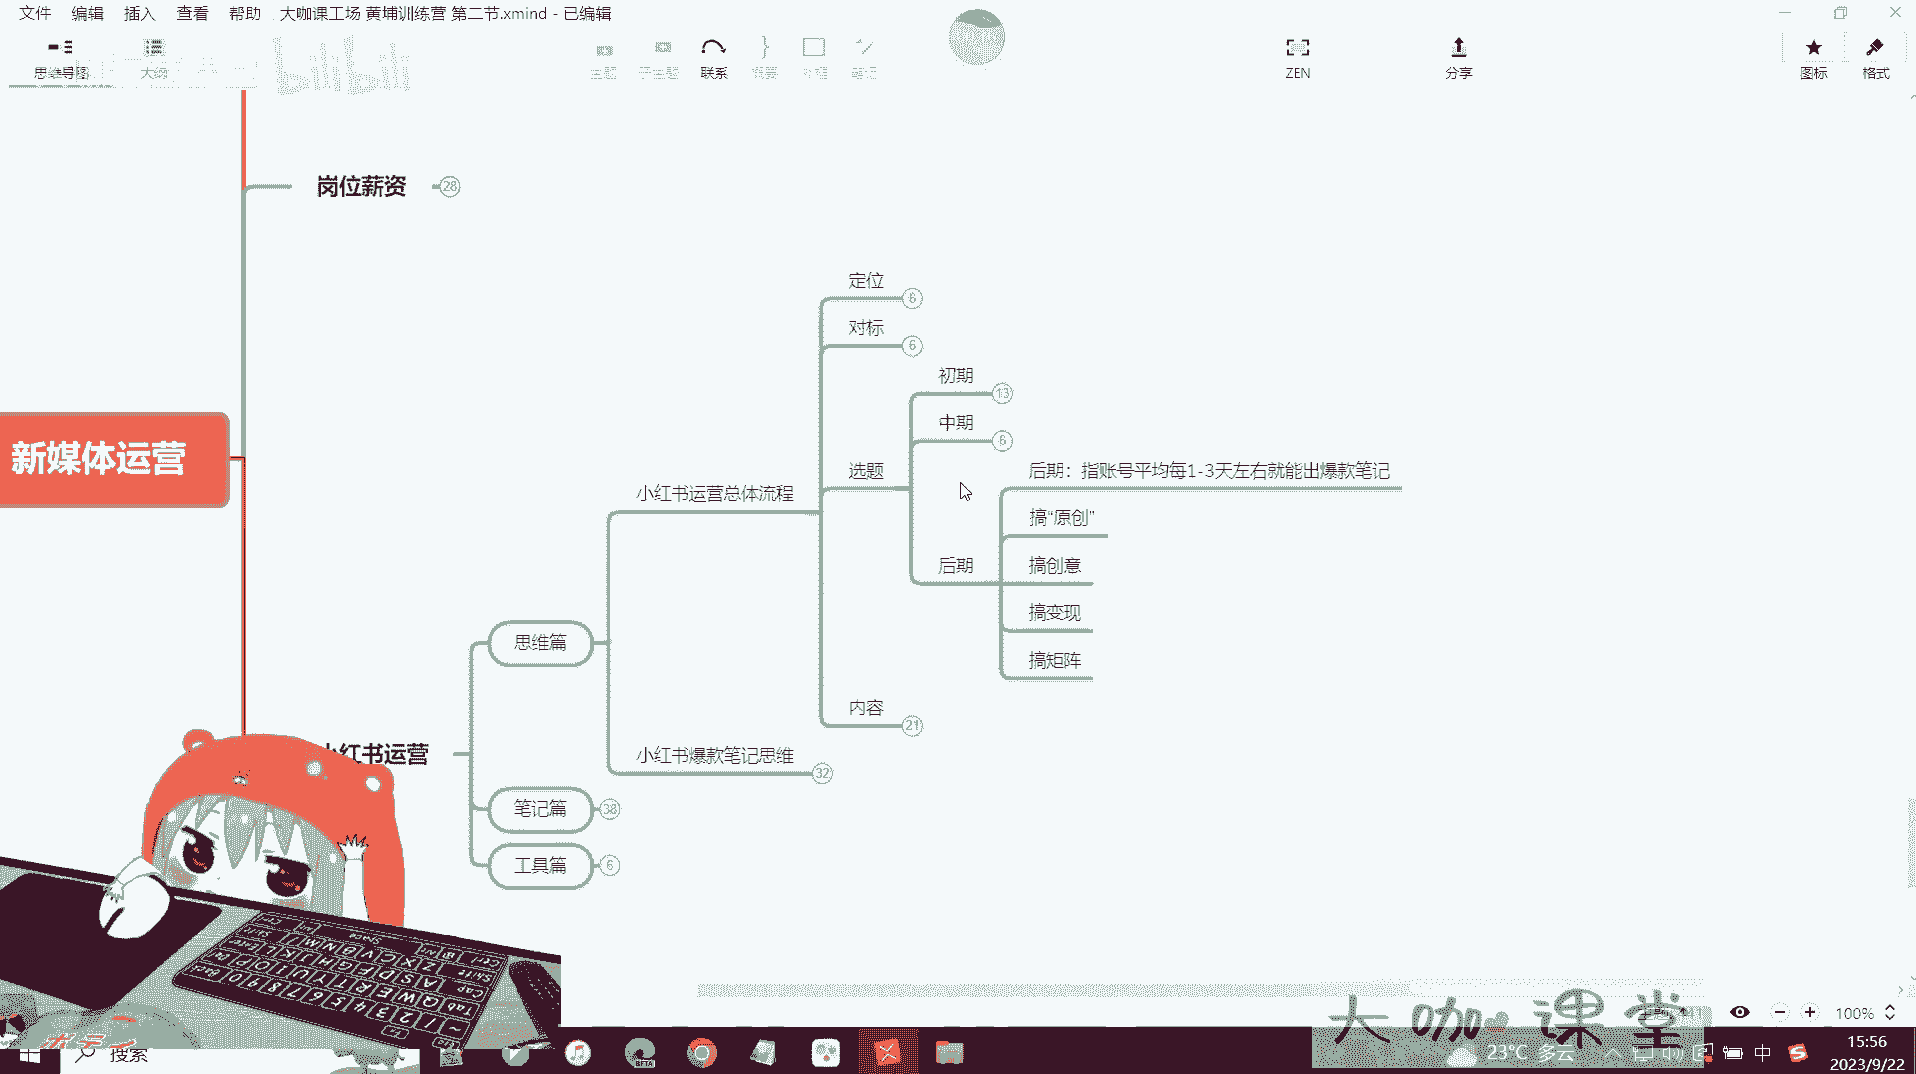 文件 编辑 插入 查看 帮助 大咖课工场 黄埔训练营 第二节.xmind - 已编辑
思维导图 大纲 主题 子主题 联系 概要 外框 笔记 ZEN 分享 图标 格式
bilibili
岗位薪资 28
定位 6
对标 6
初期 13
中期 6
新媒体运营
选题
后期：指账号平均每1-3天左右就能出爆款笔记
小红书运营总体流程
搞“原创”
后期
搞创意
搞变现
思维篇
搞矩阵
内容 21
小红书运营
小红书爆款笔记思维 32
笔记篇 38
工具篇 6
大咖课堂
100%
搜索
23°C 多云
中
15:56
2023/9/22